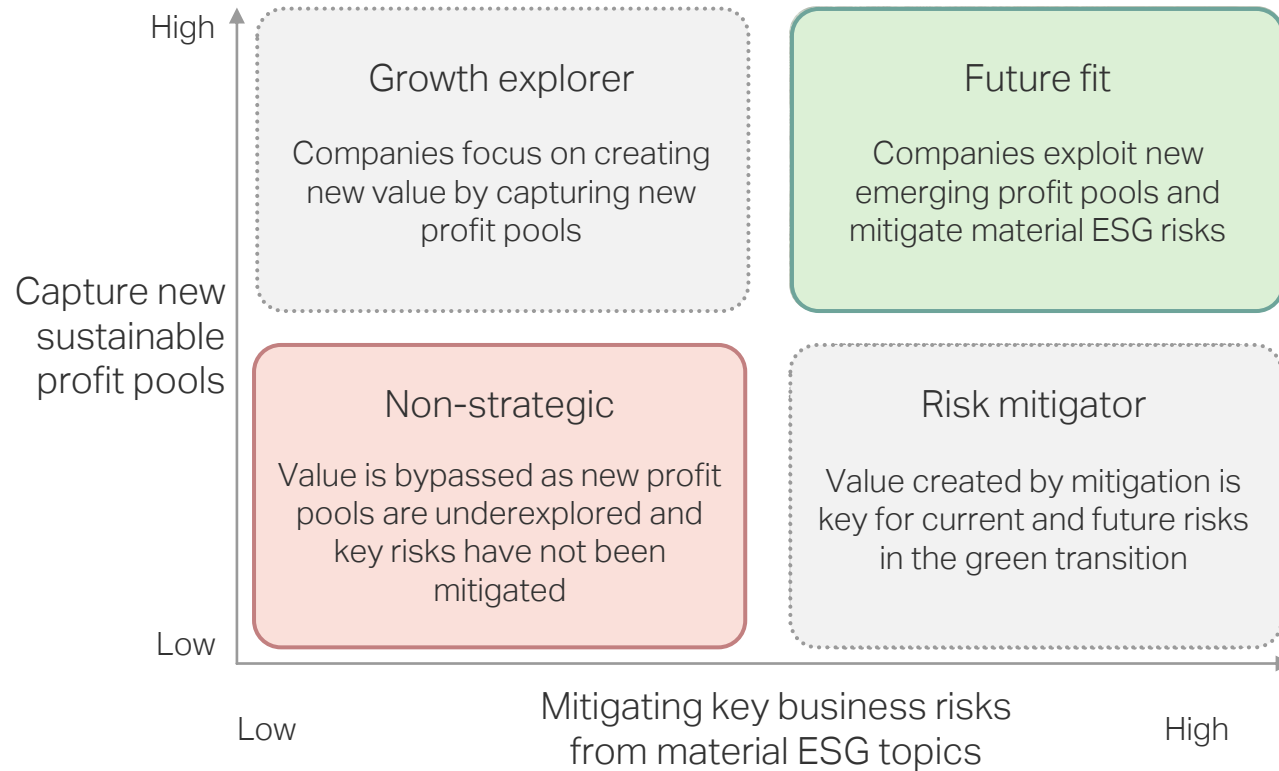 High
Growth explorer
Companies focus on creating
new value by capturing new
profit pools
Future fit
Companies exploit new
emerging profit pools and
mitigate material ESG risks
Capture new
sustainable
profit pools
Non-strategic
Value is bypassed as new profit
pools are underexplored and
key risks have not been
mitigated
Risk mitigator
Value created by mitigation is
key for current and future risks
in the green transition
Low
Low
Mitigating key business risks
from material ESG topics
High